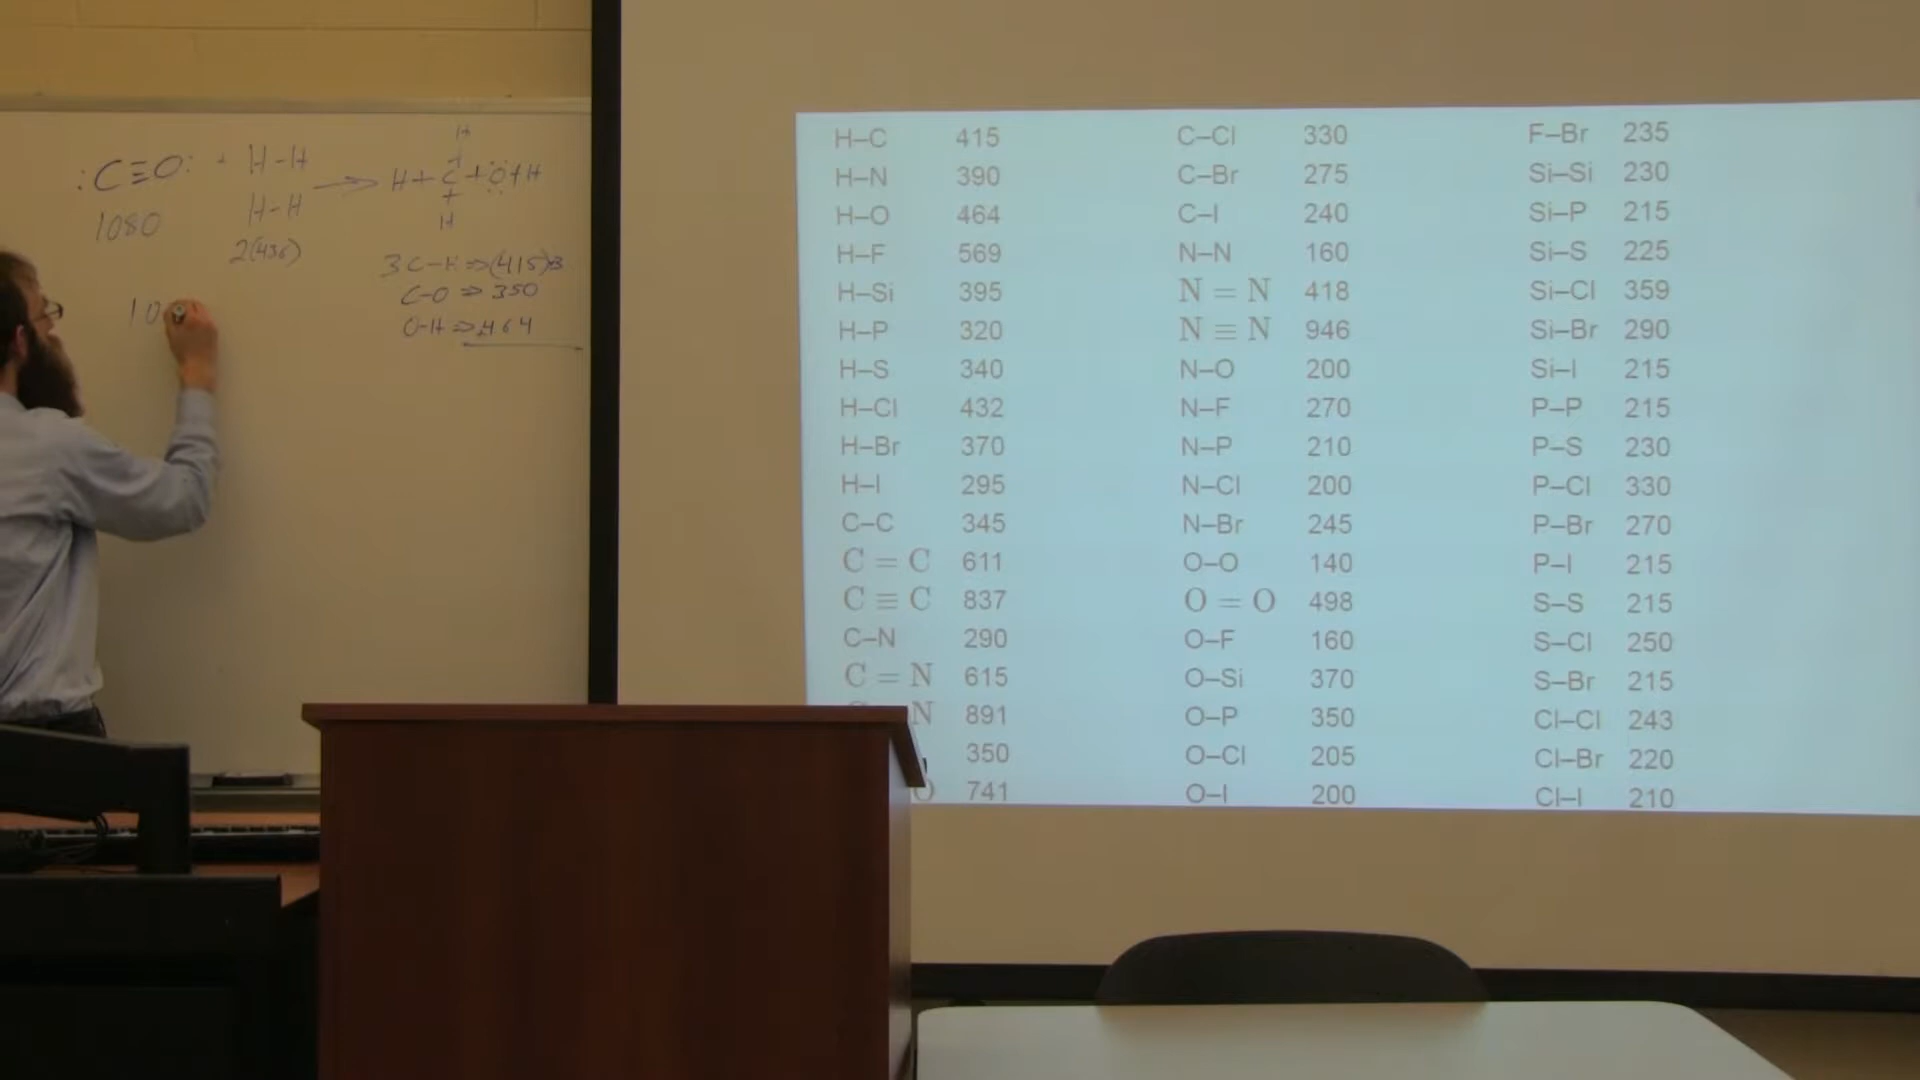 :C≡O: + H-H
H-H
1080
2(436)
H
H+C+O+H
H
3 C-H ⇒(415)3
C-O ⇒ 350
O-H ⇒ 464
10
H–C 415 C–Cl 330 F–Br 235
H–N 390 C–Br 275 Si–Si 230
H–O 464 C–I 240 Si–P 215
H–F 569 N–N 160 Si–S 225
H–Si 395 N = N 418 Si–Cl 359
H–P 320 N ≡ N 946 Si–Br 290
H–S 340 N–O 200 Si–I 215
H–Cl 432 N–F 270 P–P 215
H–Br 370 N–P 210 P–S 230
H–I 295 N–Cl 200 P–Cl 330
C–C 345 N–Br 245 P–Br 270
C = C 611 O–O 140 P–I 215
C ≡ C 837 O = O 498 S–S 215
C–N 290 O–F 160 S–Cl 250
C = N 615 O–Si 370 S–Br 215
N 891 O–P 350 Cl–Cl 243
350 O–Cl 205 Cl–Br 220
O 741 O–I 200 Cl–I 210